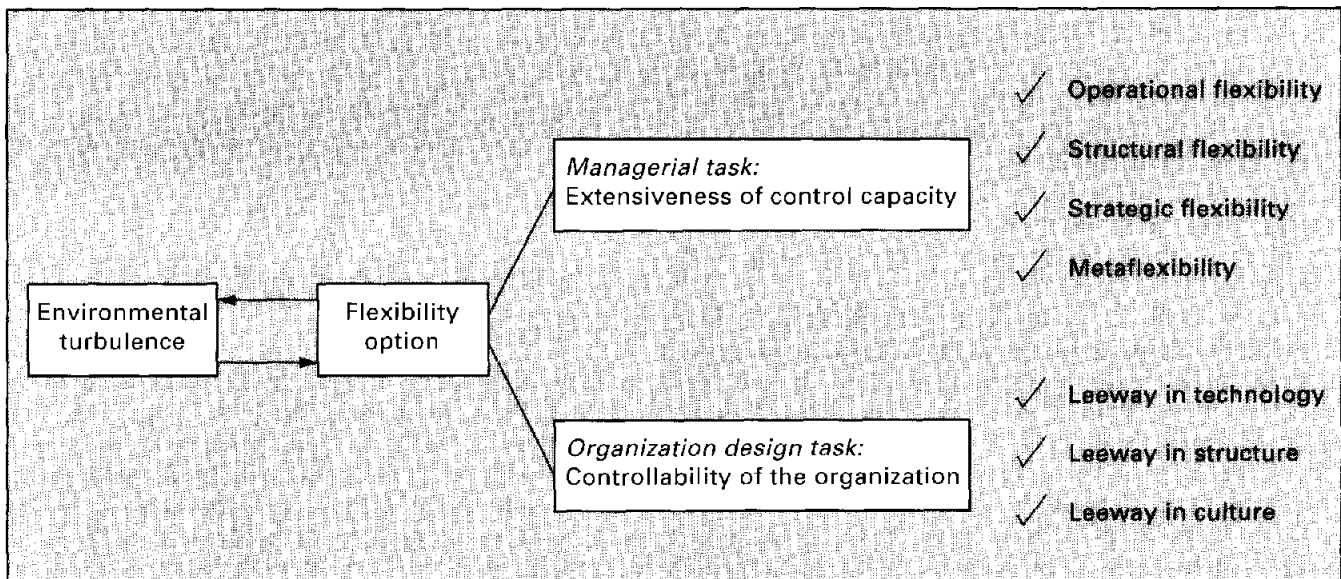 Operational flexibility
Structural flexibility
Strategic flexibility
Metaflexibility
Managerial task:
Extensiveness of control capacity
Environmental
turbulence
Flexibility
option
Organization design task:
Controllability of the organization
Leeway in technology
Leeway in structure
Leeway in culture